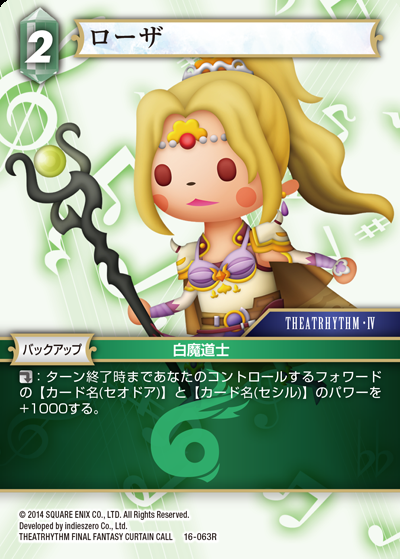 2
ローザ
THEATRHYTHM・IV
バックアップ
白魔道士
：ターン終了時まであなたのコントロールするフォワード
の【カード名(セオドア)】と【カード名(セシル)】のパワーを
+1000する。
© 2014 SQUARE ENIX CO., LTD. All Rights Reserved.
Developed by indieszero Co., Ltd.
THEATRHYTHM FINAL FANTASY CURTAIN CALL 16-063R